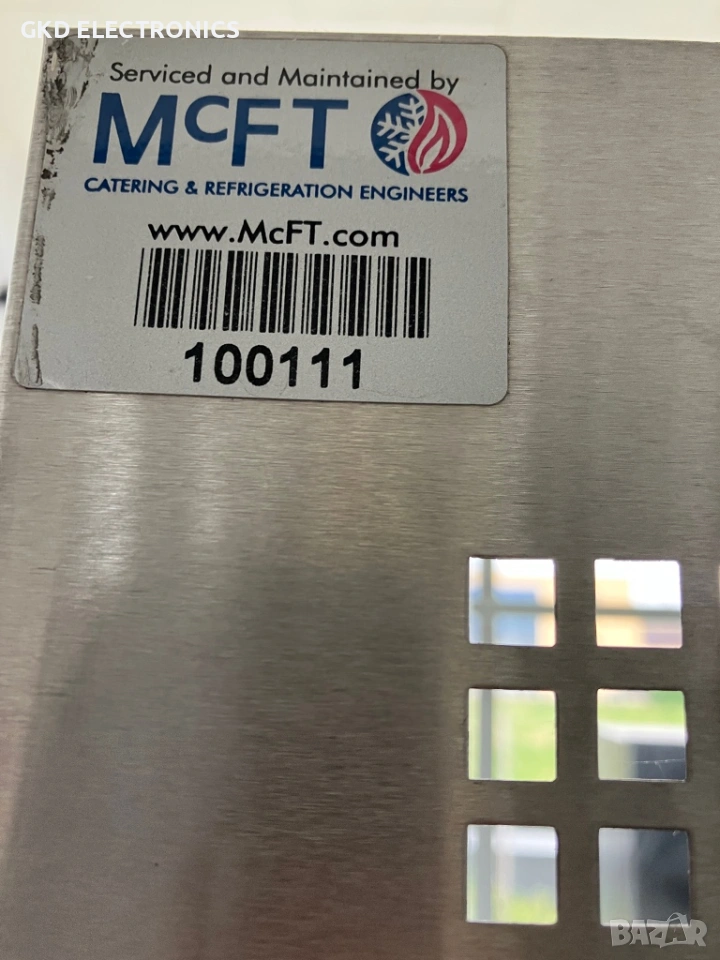 GKD ELECTRONICS
Serviced and Maintained by
McFT
CATERING & REFRIGERATION ENGINEERS
www.McFT.com
100111
BAZAR